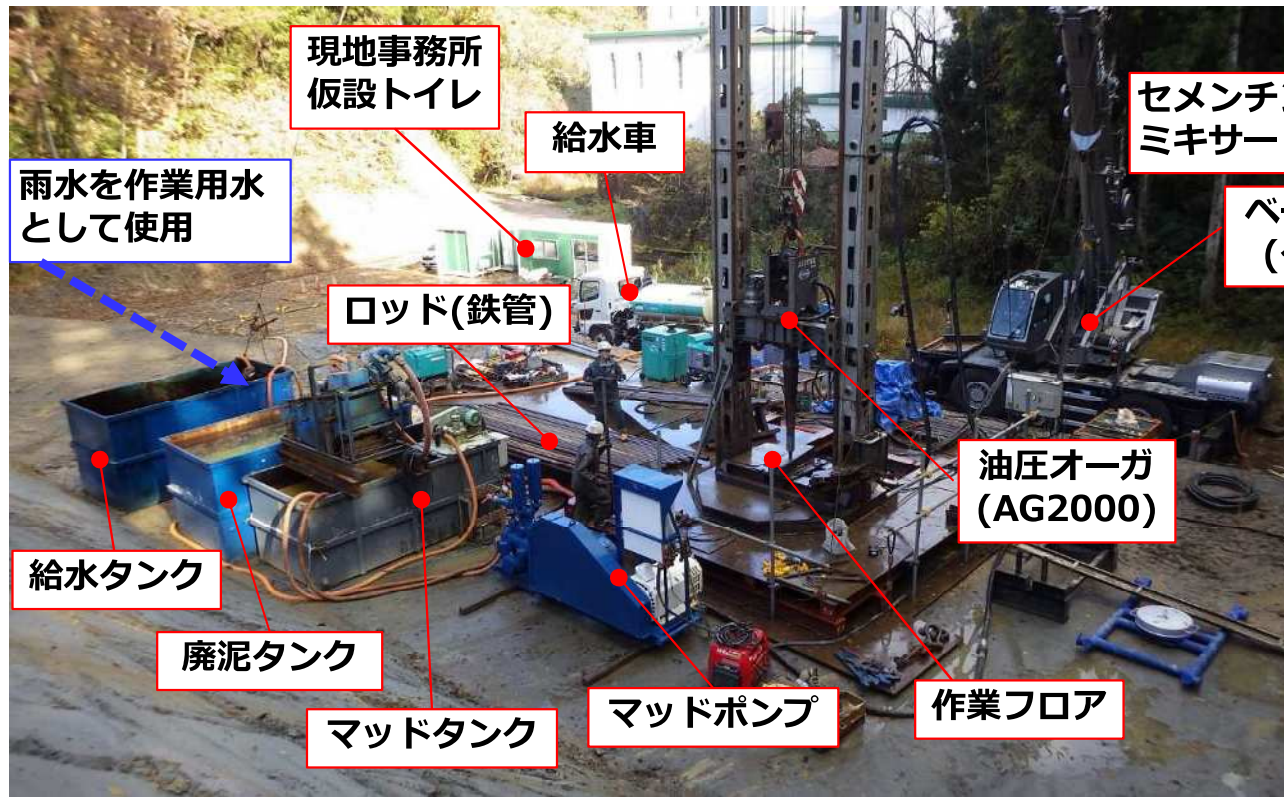 現地事務所
仮設トイレ
給水車
セメンチン
ミキサー
雨水を作業用水
として使用
ロッド(鉄管)
油圧オーガ
(AG2000)
給水タンク
廃泥タンク
マッドタンク
マッドポンプ
作業フロア